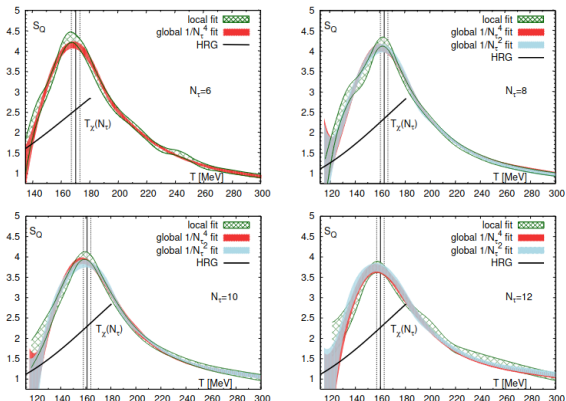 5
S_Q
local fit
4.5
global 1/N_τ^4 fit
HRG
4
3.5
3
N_τ=6
2.5
T_χ(N_τ)
2
1.5
1
T [MeV]
140 160 180 200 220 240 260 280 300
5
S_Q
local fit
4.5
global 1/N_τ^4 fit
global 1/N_τ^2 fit
4
HRG
3.5
3
N_τ=8
2.5
T_χ(N_τ)
2
1.5
1
T [MeV]
120 140 160 180 200 220 240 260 280 300
5
S_Q
local fit
4.5
global 1/N_τ^4 fit
global 1/N_τ^2 fit
4
HRG
3.5
3
N_τ=10
2.5
T_χ(N_τ)
2
1.5
1
T [MeV]
120 140 160 180 200 220 240 260 280 300
5
S_Q
local fit
4.5
global 1/N_τ^4 fit
global 1/N_τ^2 fit
4
HRG
3.5
3
N_τ=12
2.5
T_χ(N_τ)
2
1.5
1
T [MeV]
120 140 160 180 200 220 240 260 280 300